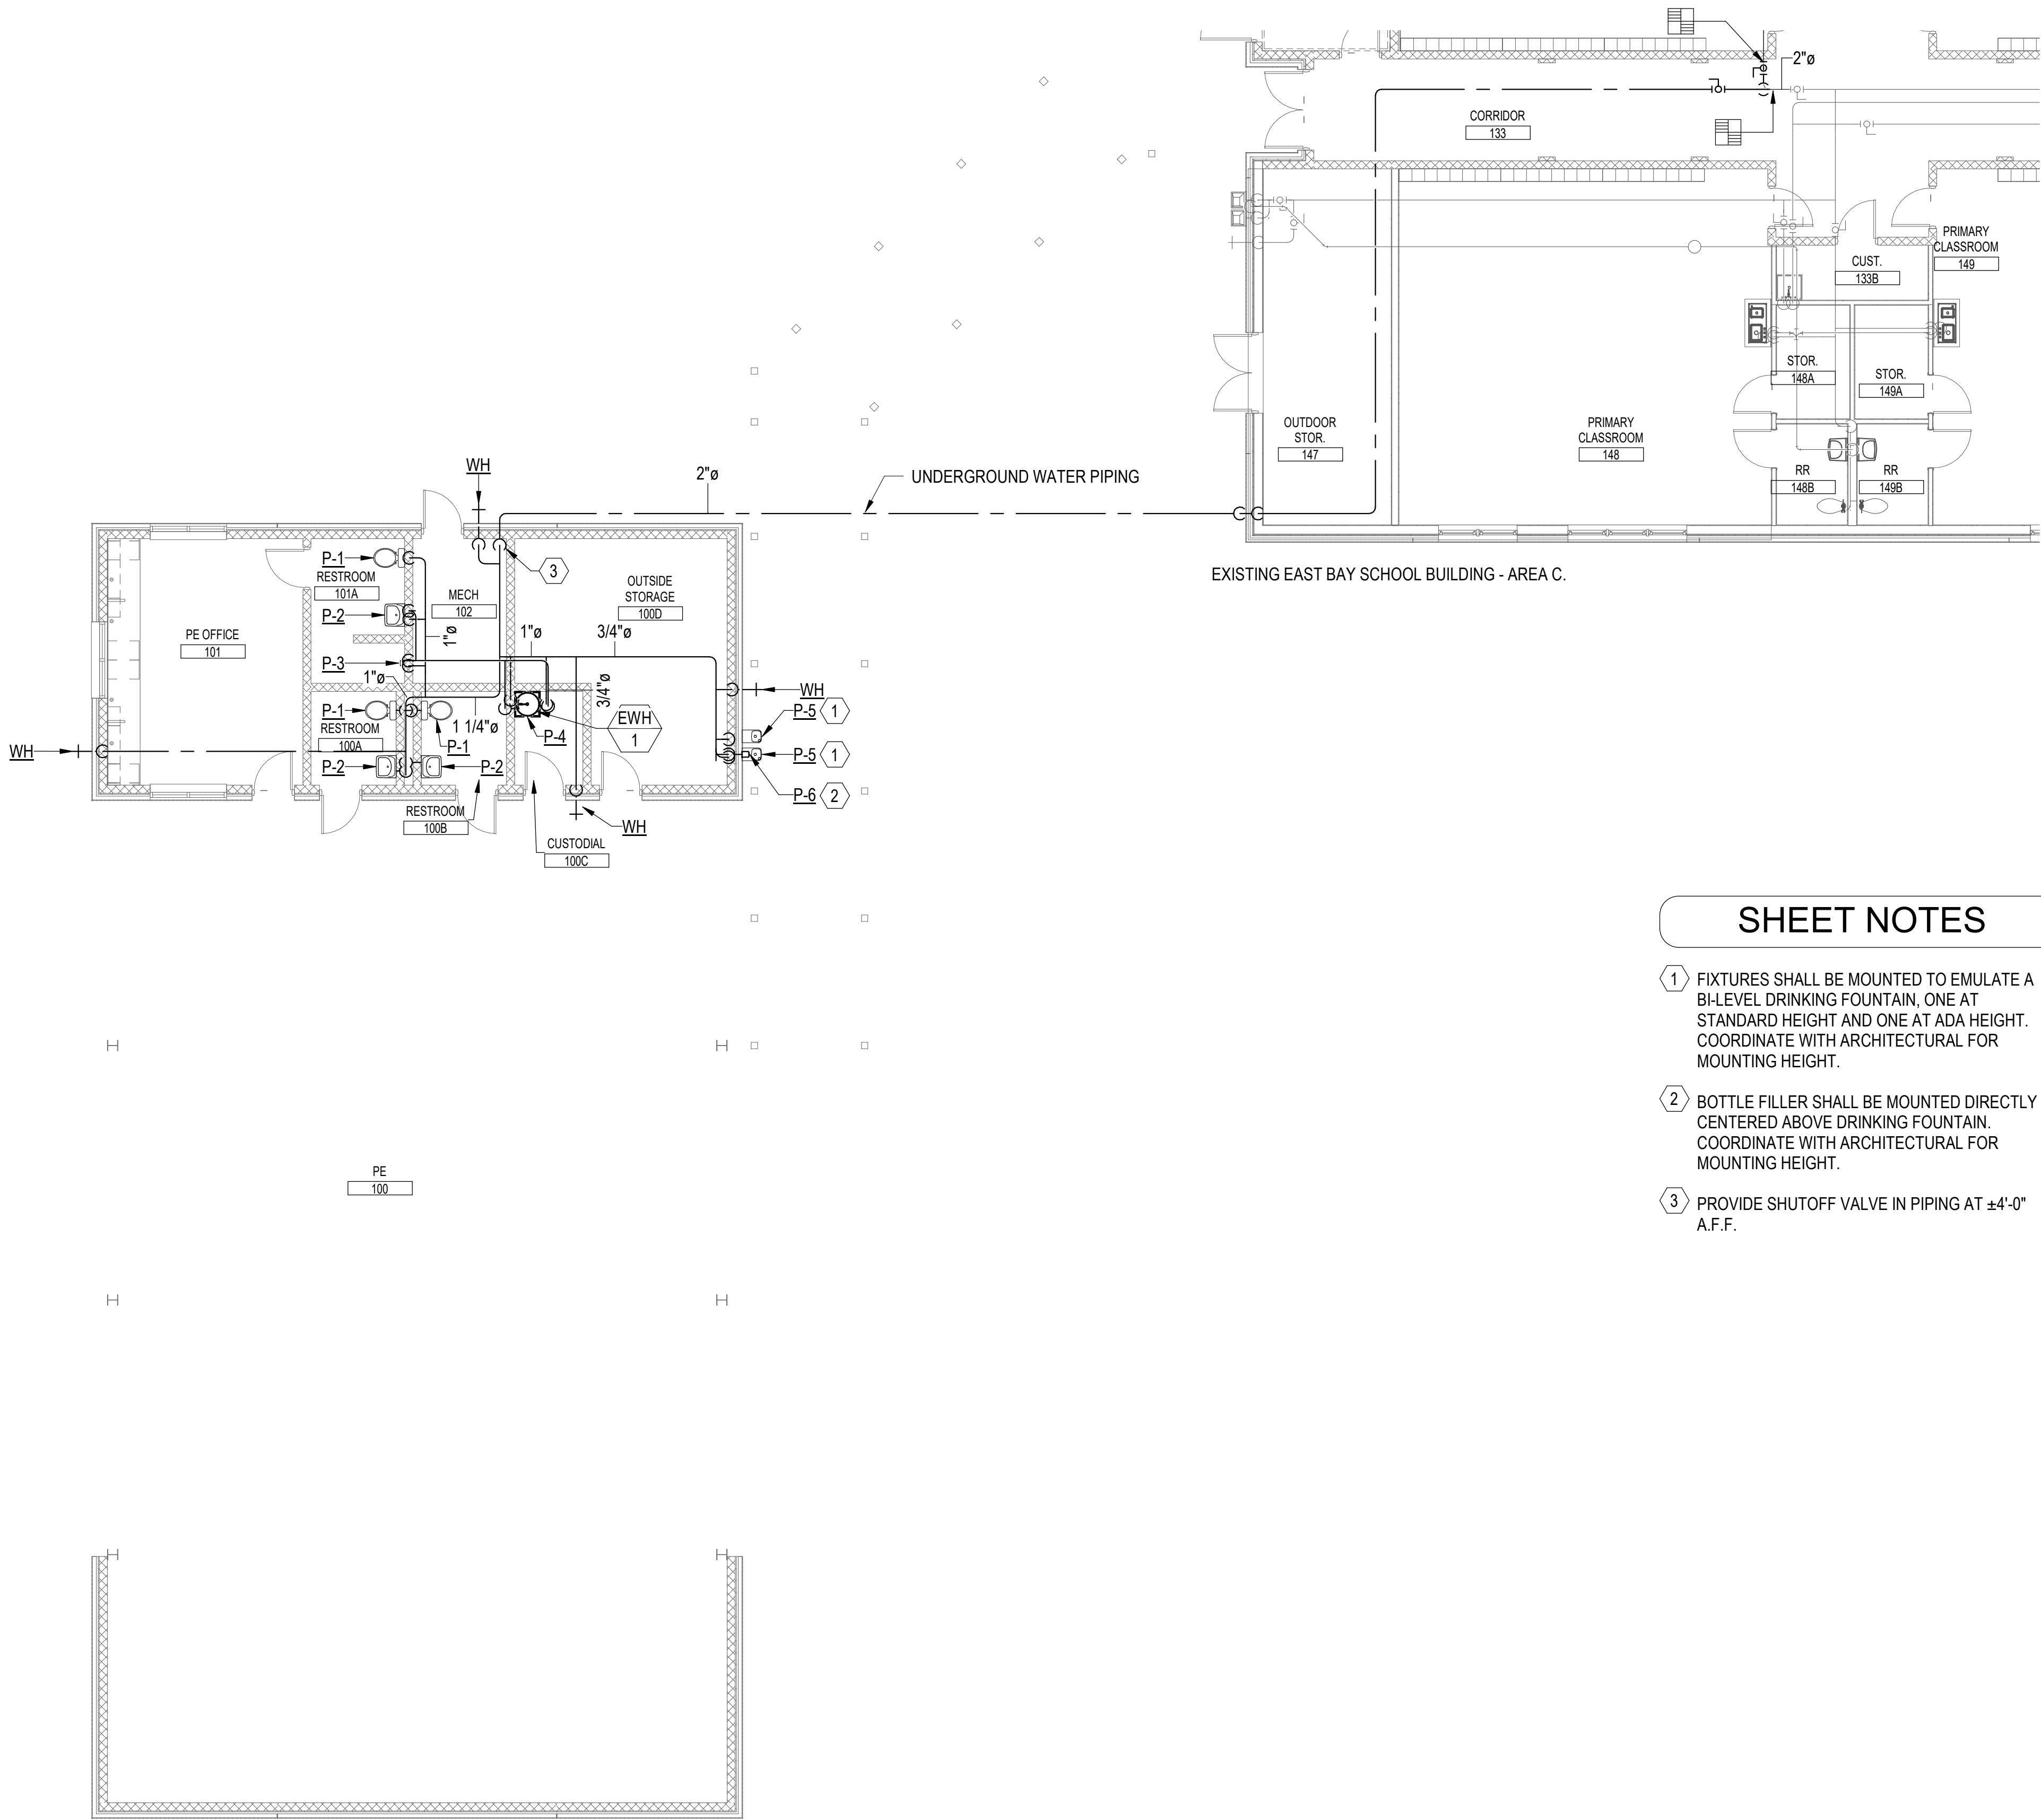 2"ø
CORRIDOR
133
PRIMARY
CLASSROOM
149
CUST.
133B
STOR.
148A
STOR.
149A
OUTDOOR
STOR.
147
PRIMARY
CLASSROOM
148
RR
148B
RR
149B
WH
2"ø
UNDERGROUND WATER PIPING
EXISTING EAST BAY SCHOOL BUILDING - AREA C.
P-1
RESTROOM
101A
P-2
MECH
102
3
OUTSIDE
STORAGE
100D
PE OFFICE
101
1"ø
1"ø
3/4"ø
P-3
1"ø
3/4"ø
WH
P-1
RESTROOM
100A
1 1/4"ø
P-1
P-4
EWH
1
P-5 1
P-5 1
WH
P-2
P-2
P-6 2
RESTROOM
100B
WH
CUSTODIAL
100C
SHEET NOTES
1 FIXTURES SHALL BE MOUNTED TO EMULATE A
BI-LEVEL DRINKING FOUNTAIN, ONE AT
STANDARD HEIGHT AND ONE AT ADA HEIGHT.
COORDINATE WITH ARCHITECTURAL FOR
MOUNTING HEIGHT.
2 BOTTLE FILLER SHALL BE MOUNTED DIRECTLY
CENTERED ABOVE DRINKING FOUNTAIN.
COORDINATE WITH ARCHITECTURAL FOR
MOUNTING HEIGHT.
3 PROVIDE SHUTOFF VALVE IN PIPING AT ±4'-0"
A.F.F.
PE
100